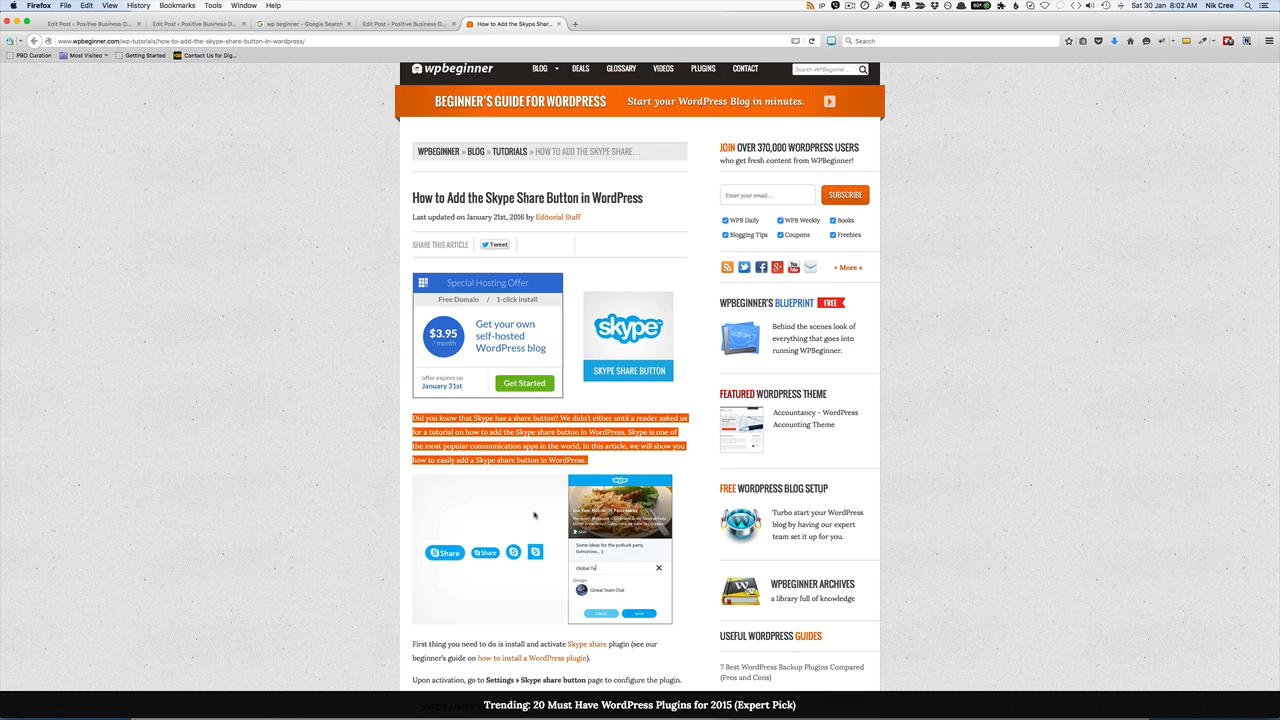 Firefox File Edit View History Bookmarks Tools Window Help
Sat 30 Jan 8:02 AM Nik Cree
Edit Post ‹ Positive Business O...
Edit Post ‹ Positive Business O...
wp beginner - Google Search
Edit Post ‹ Positive Business O...
How to Add the Skype Shar...
www.wpbeginner.com/wp-tutorials/how-to-add-the-skype-share-button-in-wordpress/
Search
PBO Curation
Most Visited
Getting Started
Contact Us for Dig...
wpbeginner
BLOG DEALS GLOSSARY VIDEOS PLUGINS CONTACT
Search WPBeginner...
BEGINNER'S GUIDE FOR WORDPRESS Start your WordPress Blog in minutes.
WPBEGINNER » BLOG » TUTORIALS » HOW TO ADD THE SKYPE SHARE ...
How to Add the Skype Share Button in WordPress
Last updated on January 21st, 2016 by Editorial Staff
SHARE THIS ARTICLE
Tweet
Special Hosting Offer
Free Domain / 1-click install
$3.95
/ month
Get your own
self-hosted
WordPress blog
offer expires on
January 31st
Get Started
skype
SKYPE SHARE BUTTON
Did you know that Skype has a share button? We didn't either until a reader asked us
for a tutorial on how to add the Skype share button in WordPress. Skype is one of
the most popular communication apps in the world. In this article, we will show you
how to easily add a Skype share button in WordPress.
Share
Share
skype
Some ideas for the potluck party
tomorrow... :)
Global Te
Groups
Global Team Chat
Send
First thing you need to do is install and activate Skype share plugin (see our
beginner's guide on how to install a WordPress plugin).
Upon activation, go to Settings » Skype share button page to configure the plugin.
JOIN OVER 370,000 WORDPRESS USERS
who get fresh content from WPBeginner!
Enter your email...
SUBSCRIBE
WPB Daily WPB Weekly Books
Blogging Tips Coupons Freebies
« More »
WPBEGINNER'S BLUEPRINT FREE
Behind the scenes look of
everything that goes into
running WPBeginner.
FEATURED WORDPRESS THEME
Accountancy - WordPress
Accounting Theme
FREE WORDPRESS BLOG SETUP
Turbo start your WordPress
blog by having our expert
team set it up for you.
WPBEGINNER ARCHIVES
a library full of knowledge
USEFUL WORDPRESS GUIDES
7 Best WordPress Backup Plugins Compared
(Pros and Cons)
Trending: 20 Must Have WordPress Plugins for 2015 (Expert Pick)